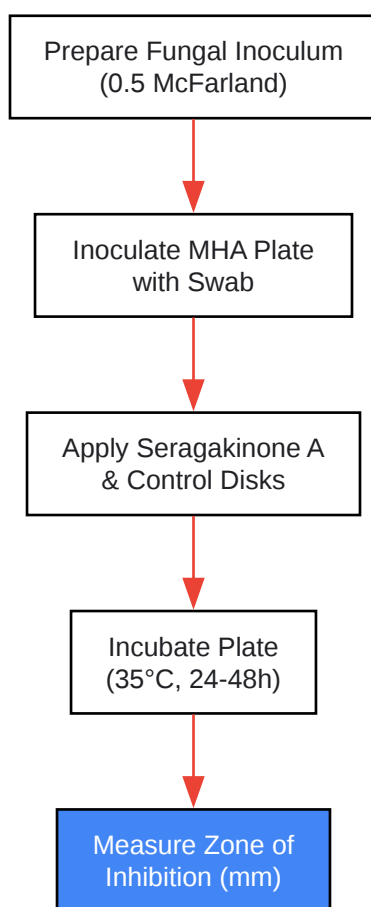 Prepare Fungal Inoculum
(0.5 McFarland)
Inoculate MHA Plate
with Swab
Apply Seragakinone A
& Control Disks
Incubate Plate
(35°C, 24-48h)
Measure Zone of
Inhibition (mm)